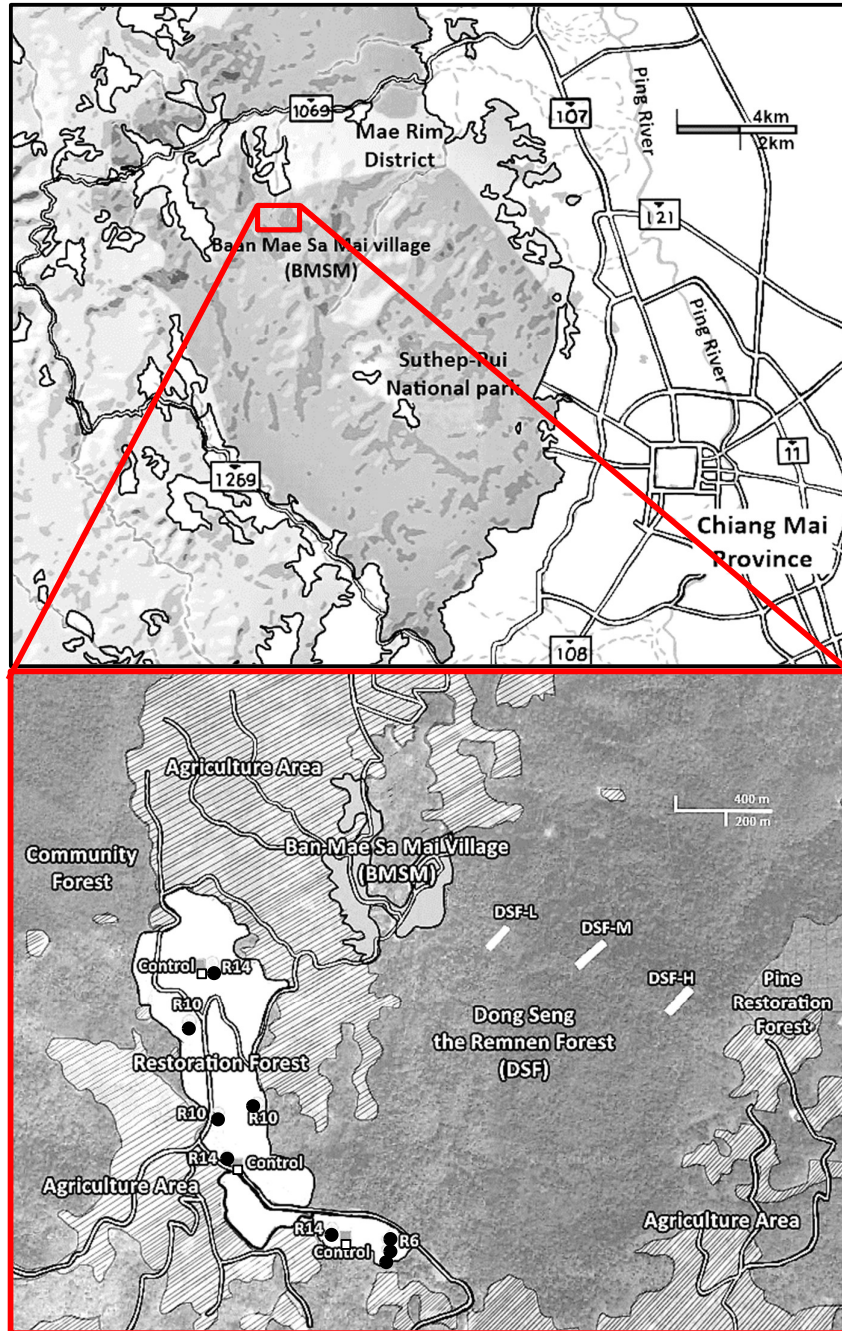 1069
107
4km
2km
Mae Rim
District
Ping River
121
Baan Mae Sa Mai village
(BMSM)
Ping River
Suthep-Pui
National park
11
1269
Chiang Mai
Province
108
Agriculture Area
400 m
200 m
Community
Forest
Ban Mae Sa Mai Village
(BMSM)
DSF-L
DSF-M
Control
R14
DSF-H
Pine
Restoration
Forest
R10
Dong Seng
the Remnen Forest
(DSF)
Restoration Forest
R10
R10
R14
Control
Agriculture Area
Agriculture Area
R14
R6
Control